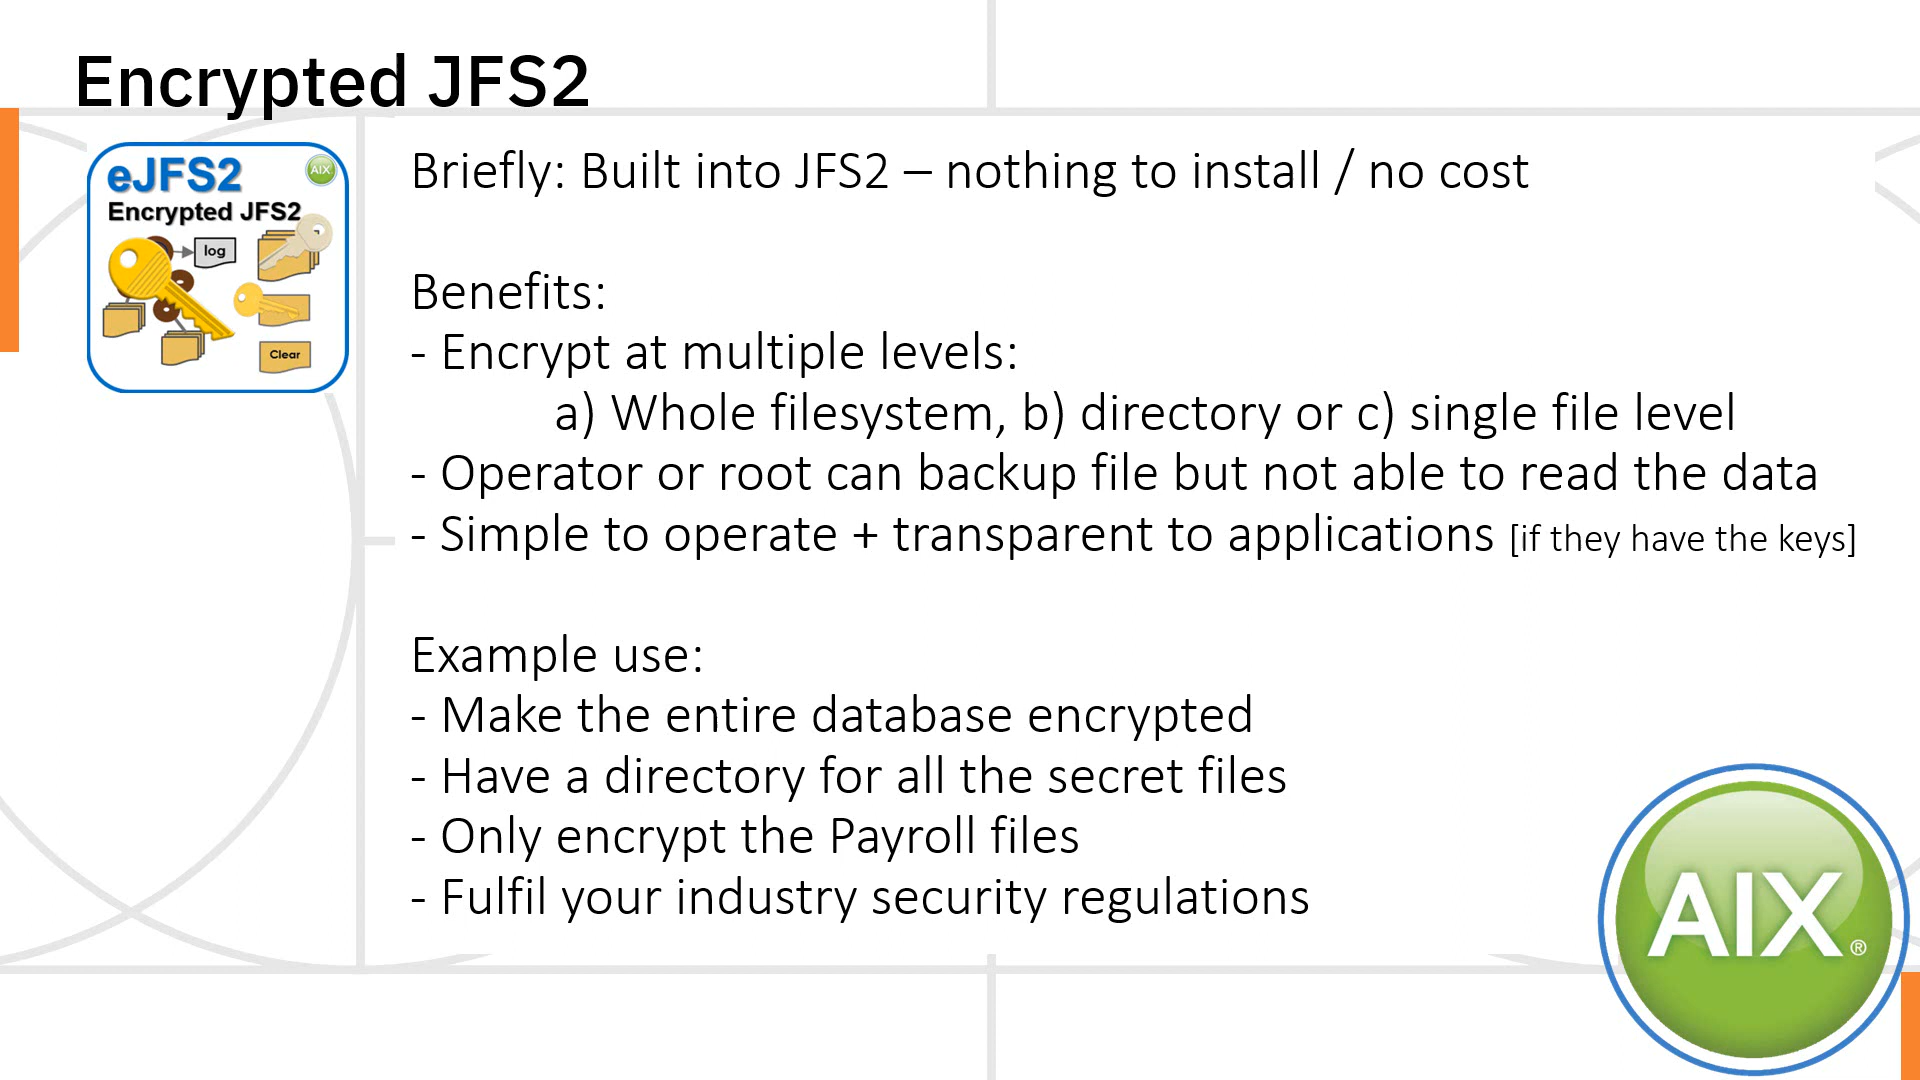 Encrypted JFS2
eJFS2
AIX
Encrypted JFS2
log
Clear
Briefly: Built into JFS2 – nothing to install / no cost
Benefits:
- Encrypt at multiple levels:
a) Whole filesystem, b) directory or c) single file level
- Operator or root can backup file but not able to read the data
- Simple to operate + transparent to applications [if they have the keys]
Example use:
- Make the entire database encrypted
- Have a directory for all the secret files
- Only encrypt the Payroll files
- Fulfil your industry security regulations
AIX®